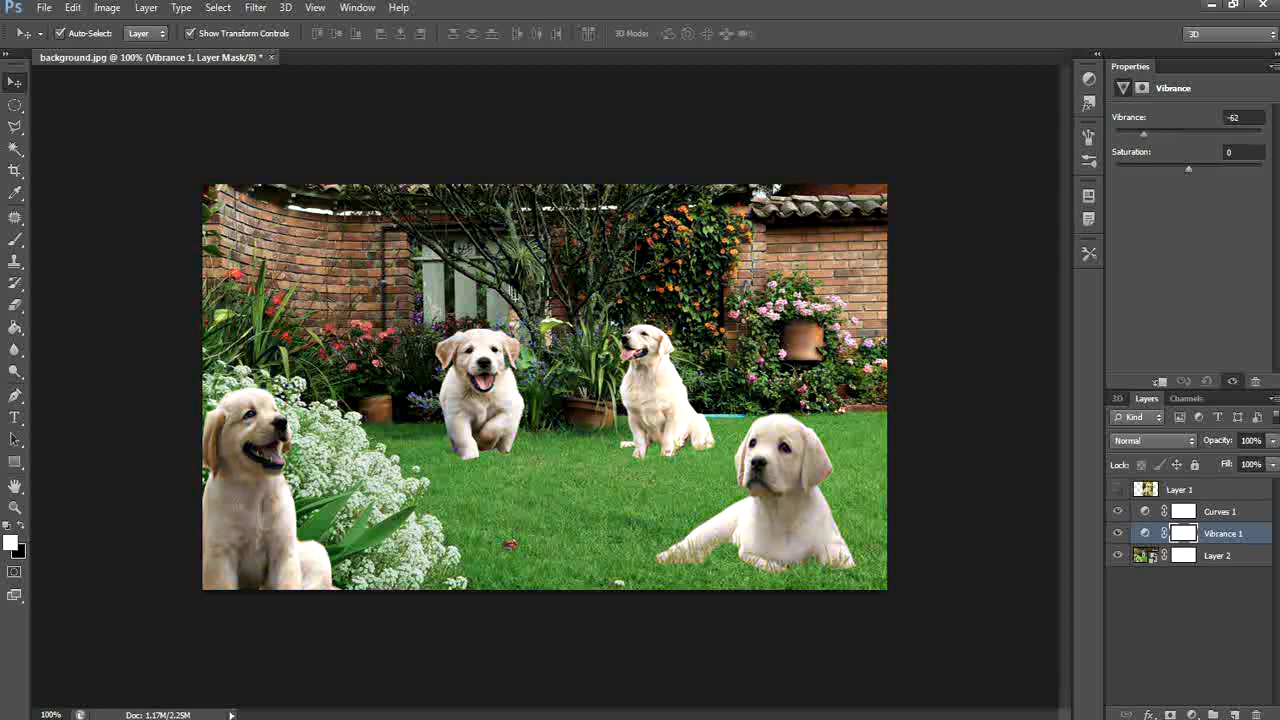 Ps File Edit Image Layer Type Select Filter 3D View Window Help
Auto-Select: Layer Show Transform Controls 3D Mode: 3D
background.jpg @ 100% (Vibrance 1, Layer Mask/8) * ×
Properties
Vibrance
Vibrance: -62
Saturation: 0
3D Layers Channels
Kind
Normal Opacity: 100%
Lock: Fill: 100%
Layer 1
Curves 1
Vibrance 1
Layer 2
100% Doc: 1.17M/2.25M